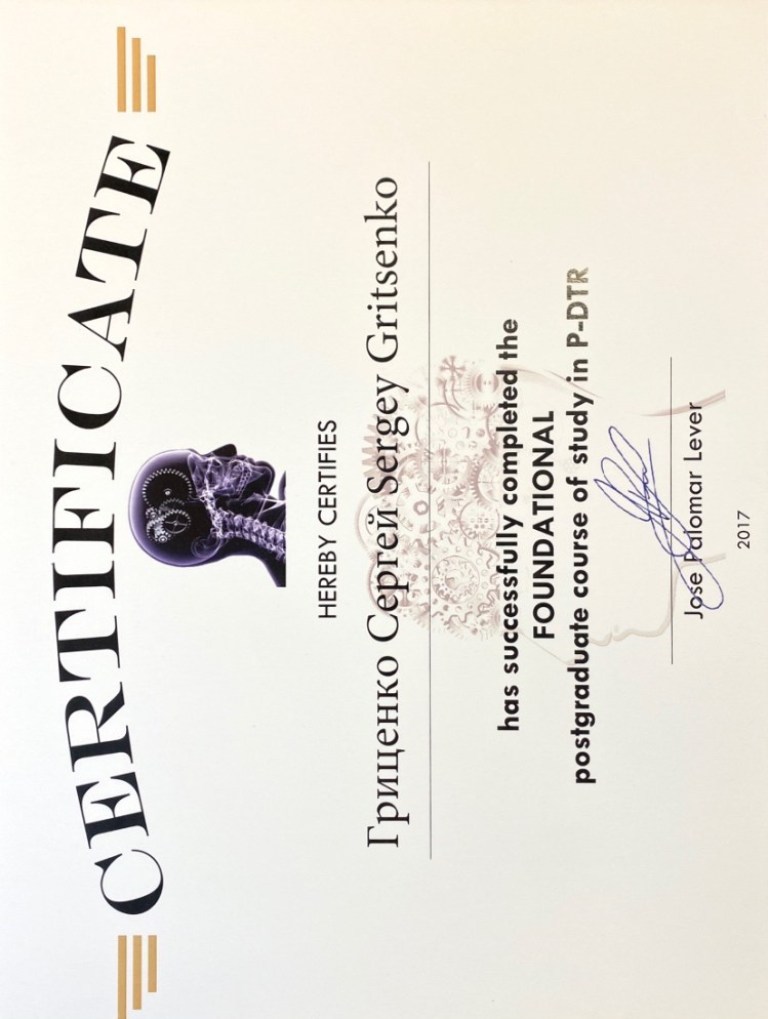 CERTIFICATE
HEREBY CERTIFIES
Гриценко Сергей Sergey Gritsenko
has successfully completed the
FOUNDATIONAL
postgraduate course of study in P-DTR
Jose Palomar Lever
2017